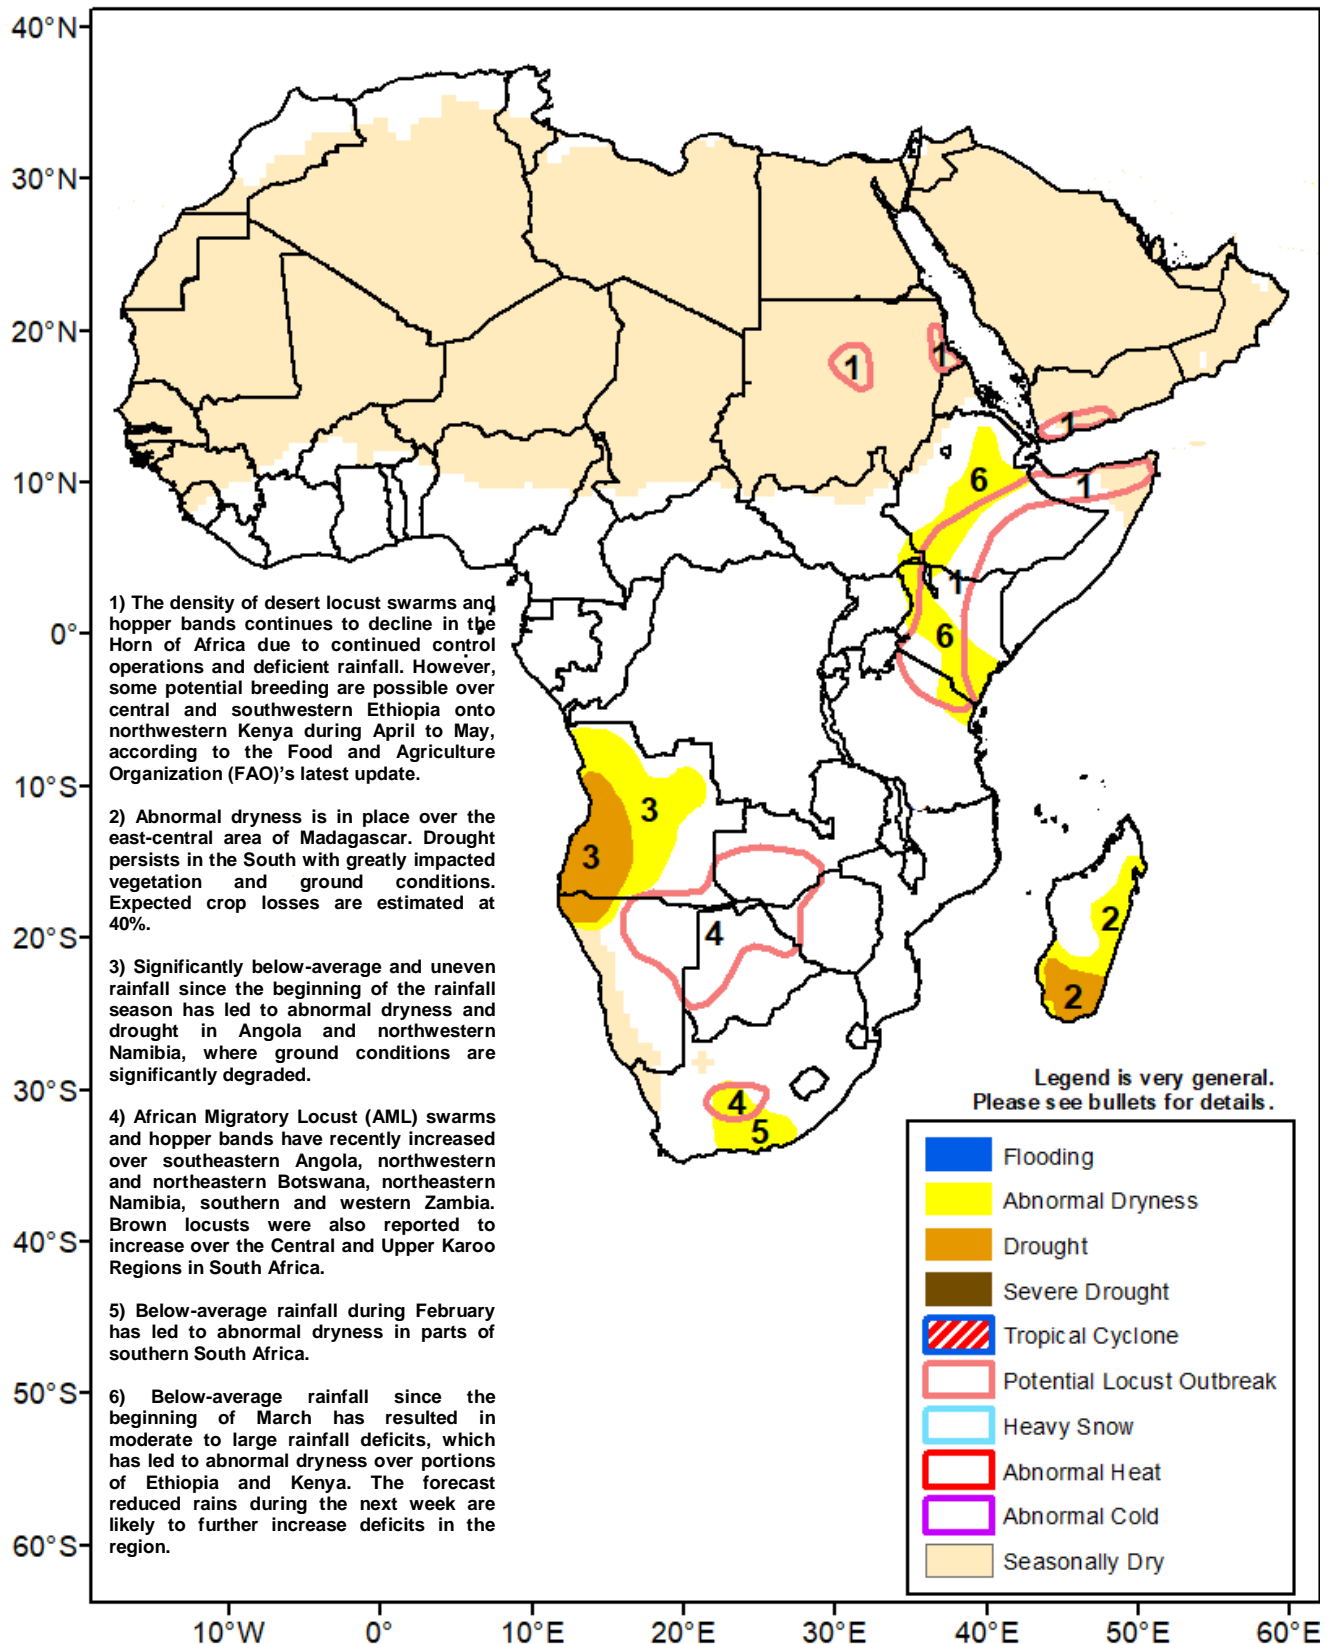 40°N
30°N
20°N
10°N
0°
10°S
20°S
30°S
40°S
50°S
60°S
1
1
1
6
1
1
6
3
3
4
2
2
4
5
1) The density of desert locust swarms and
hopper bands continues to decline in the
Horn of Africa due to continued control
operations and deficient rainfall. However,
some potential breeding are possible over
central and southwestern Ethiopia onto
northwestern Kenya during April to May,
according to the Food and Agriculture
Organization (FAO)'s latest update.
2) Abnormal dryness is in place over the
east-central area of Madagascar. Drought
persists in the South with greatly impacted
vegetation and ground conditions.
Expected crop losses are estimated at
40%.
3) Significantly below-average and uneven
rainfall since the beginning of the rainfall
season has led to abnormal dryness and
drought in Angola and northwestern
Namibia, where ground conditions are
significantly degraded.
4) African Migratory Locust (AML) swarms
and hopper bands have recently increased
over southeastern Angola, northwestern
and northeastern Botswana, northeastern
Namibia, southern and western Zambia.
Brown locusts were also reported to
increase over the Central and Upper Karoo
Regions in South Africa.
5) Below-average rainfall during February
has led to abnormal dryness in parts of
southern South Africa.
6) Below-average rainfall since the
beginning of March has resulted in
moderate to large rainfall deficits, which
has led to abnormal dryness over portions
of Ethiopia and Kenya. The forecast
reduced rains during the next week are
likely to further increase deficits in the
region.
Legend is very general.
Please see bullets for details.
Flooding
Abnormal Dryness
Drought
Severe Drought
Tropical Cyclone
Potential Locust Outbreak
Heavy Snow
Abnormal Heat
Abnormal Cold
Seasonally Dry
10°W
0°
10°E
20°E
30°E
40°E
50°E
60°E